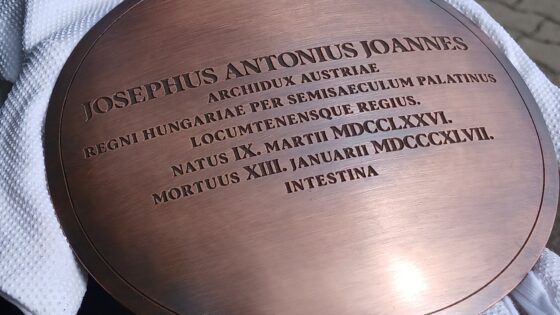 JOSEPHUS ANTONIUS JOANNES
ARCHIDUX AUSTRIAE
REGNI HUNGARIAE PER SEMISAECULUM PALATINUS
LOCUMTENENSQUE REGIUS.
NATUS IX. MARTII MDCCLXXVI.
MORTUUS XIII. JANUARII MDCCCXLVII.
INTESTINA